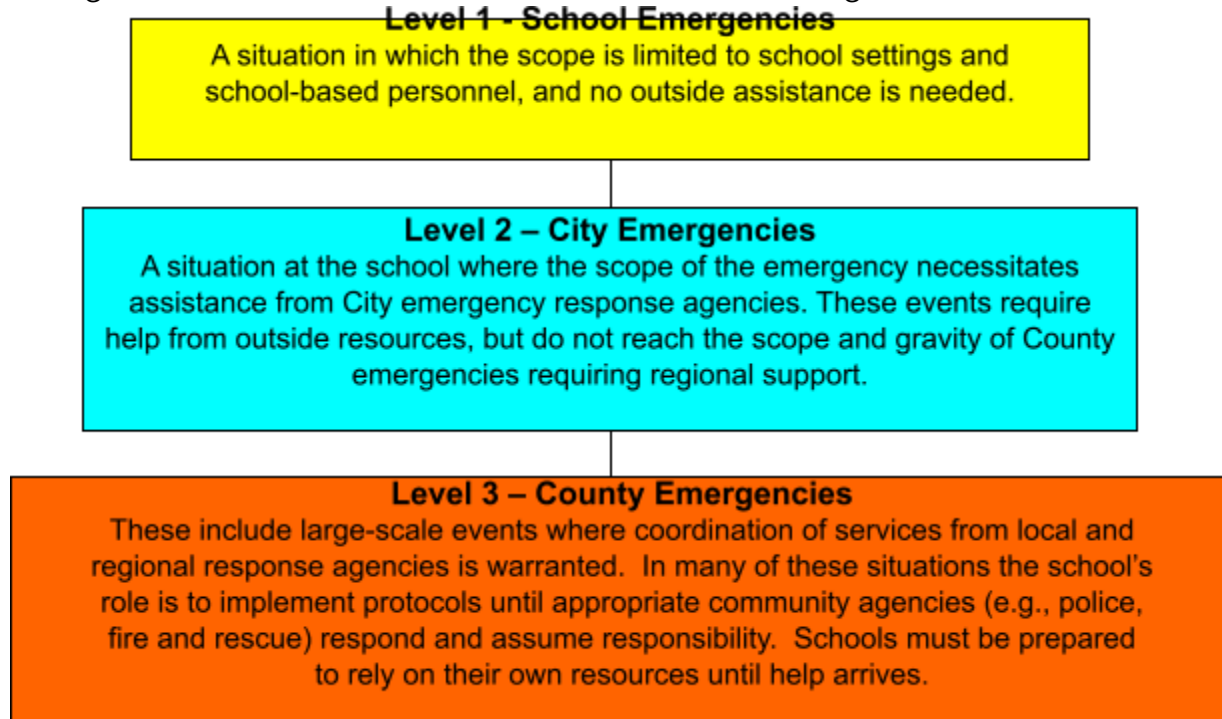 Level 1 - School Emergencies
A situation in which the scope is limited to school settings and
school-based personnel, and no outside assistance is needed.
Level 2 – City Emergencies
A situation at the school where the scope of the emergency necessitates
assistance from City emergency response agencies. These events require
help from outside resources, but do not reach the scope and gravity of County
emergencies requiring regional support.
Level 3 – County Emergencies
These include large-scale events where coordination of services from local and
regional response agencies is warranted.  In many of these situations the school's
role is to implement protocols until appropriate community agencies (e.g., police,
fire and rescue) respond and assume responsibility.  Schools must be prepared
to rely on their own resources until help arrives.